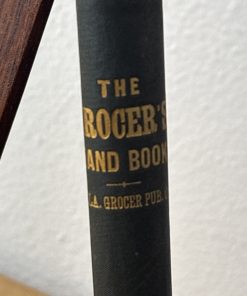 THE
ROCER'S
AND BOOK
.A. GROCER PUB.